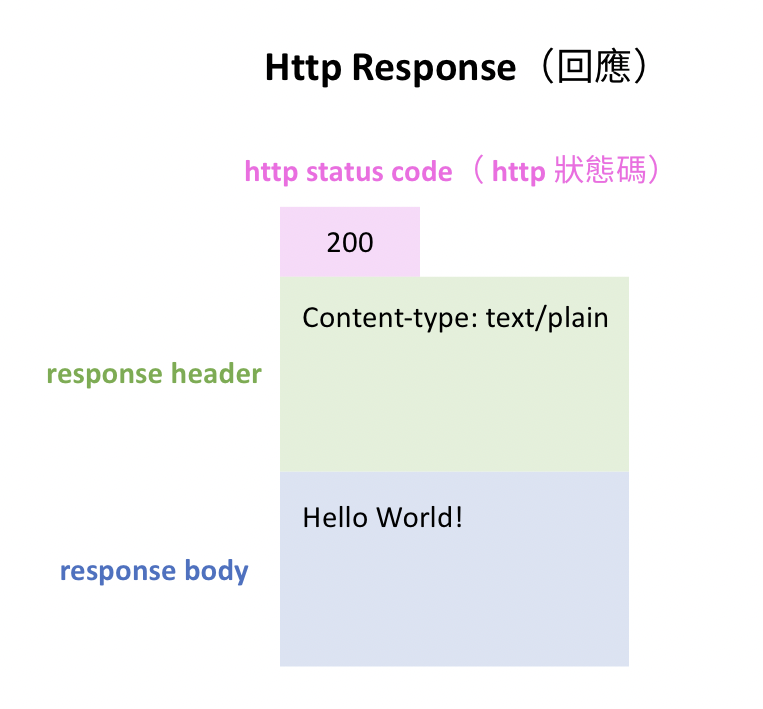 Http Response（回應）
http status code（ http 狀態碼）
200
Content-type: text/plain
response header
Hello World!
response body